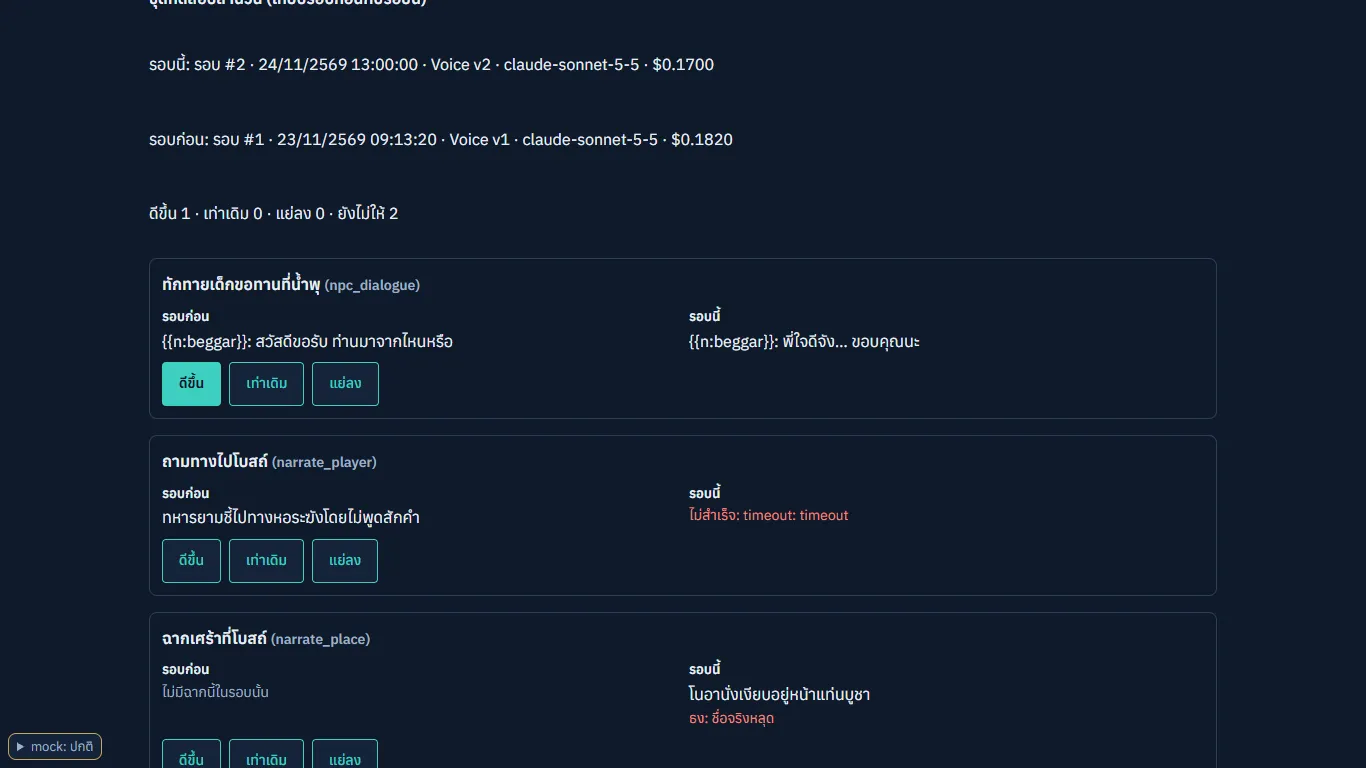 รอบนี้: รอบ #2 · 24/11/2569 13:00:00 · Voice v2 · claude-sonnet-5-5 · $0.1700
รอบก่อน: รอบ #1 · 23/11/2569 09:13:20 · Voice v1 · claude-sonnet-5-5 · $0.1820
ดีขึ้น 1 · เท่าเดิม 0 · แย่ลง 0 · ยังไม่ให้ 2
ทักทายเด็กขอทานที่น้ำพุ (npc_dialogue)
รอบก่อน
{{n:beggar}}: สวัสดีขอรับ ท่านมาจากไหนหรือ
รอบนี้
{{n:beggar}}: พี่ใจดีจัง... ขอบคุณนะ
ดีขึ้น เท่าเดิม แย่ลง
ถามทางไปโบสถ์ (narrate_player)
รอบก่อน
ทหารยามชี้ไปทางหอระฆังโดยไม่พูดสักคำ
รอบนี้
ไม่สำเร็จ: timeout: timeout
ดีขึ้น เท่าเดิม แย่ลง
ฉากเศร้าที่โบสถ์ (narrate_place)
รอบก่อน
ไม่มีฉากนี้ในรอบนั้น
รอบนี้
โนอานั่งเงียบอยู่หน้าแท่นบูชา
ธง: ชื่อจริงหลุด
ดีขึ้น เท่าเดิม แย่ลง
mock: ปกติ